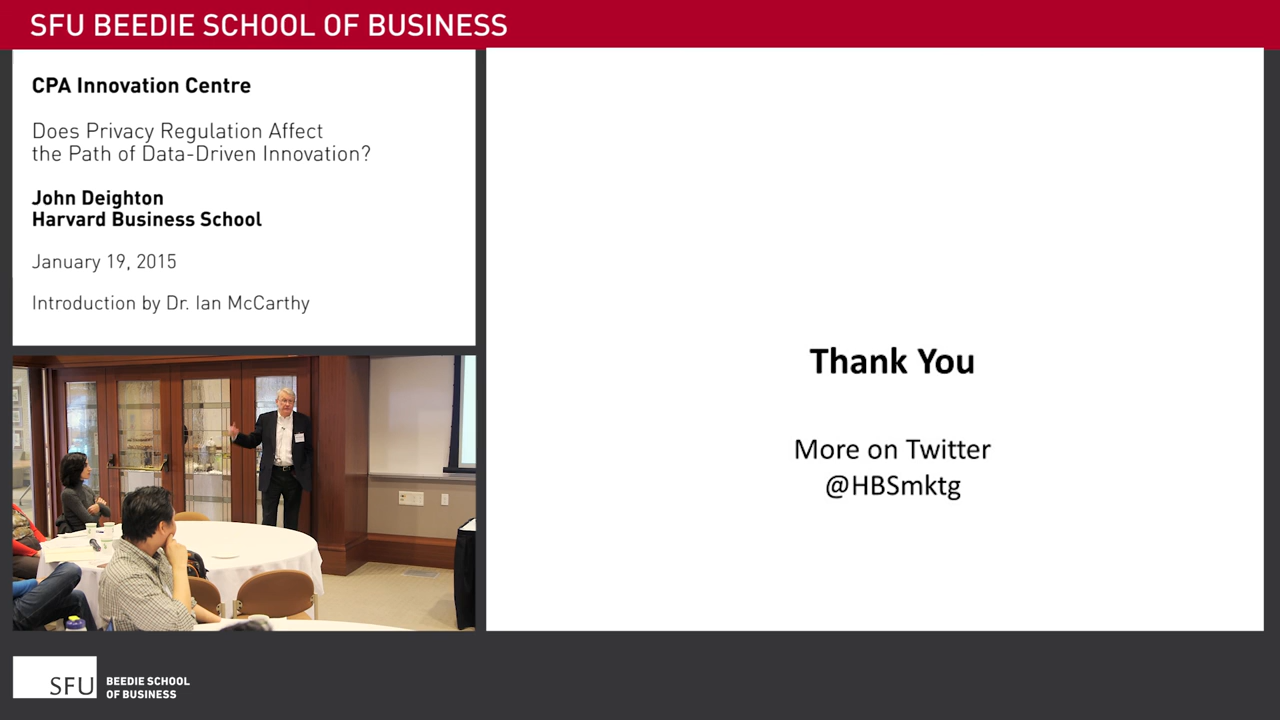 SFU BEEDIE SCHOOL OF BUSINESS
CPA Innovation Centre
Does Privacy Regulation Affect
the Path of Data-Driven Innovation?
John Deighton
Harvard Business School
January 19, 2015
Introduction by Dr. Ian McCarthy
Thank You
More on Twitter
@HBSmktg
SFU
BEEDIE SCHOOL
OF BUSINESS